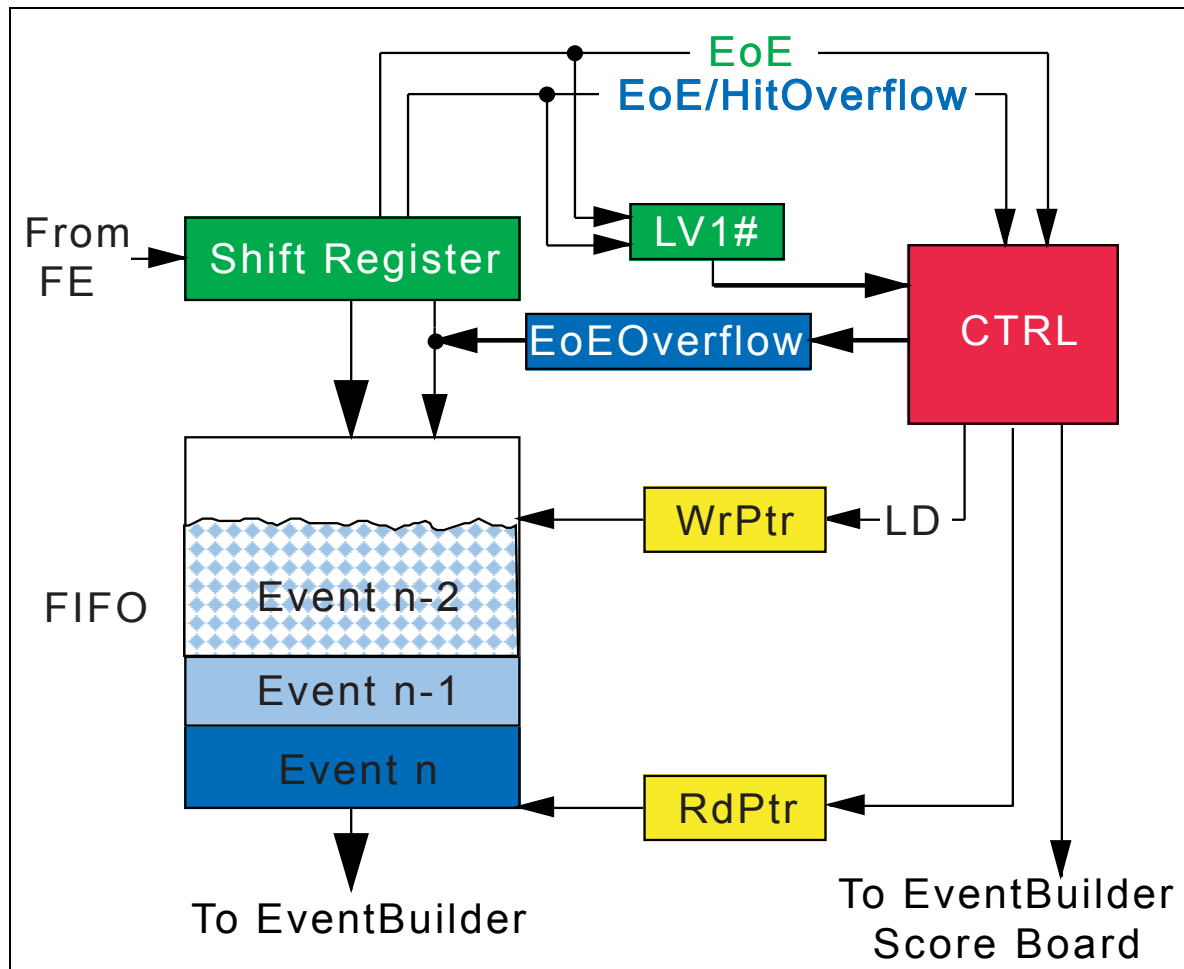 EoE
EoE/HitOverflow
From
FE
Shift Register
LV1#
CTRL
EoEOverflow
WrPtr
LD
FIFO
Event n-2
Event n-1
Event n
RdPtr
To EventBuilder
To EventBuilder
Score Board